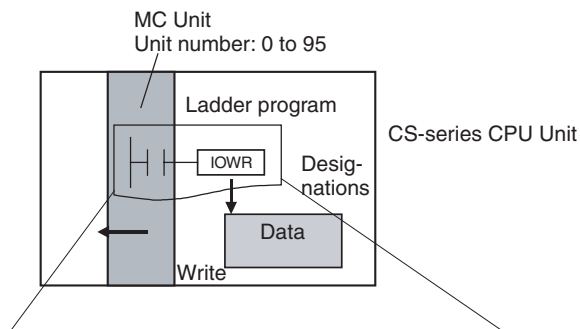 MC Unit
Unit number: 0 to 95
Ladder program
CS-series CPU Unit
IOWR
Desig-
nations
Data
Write